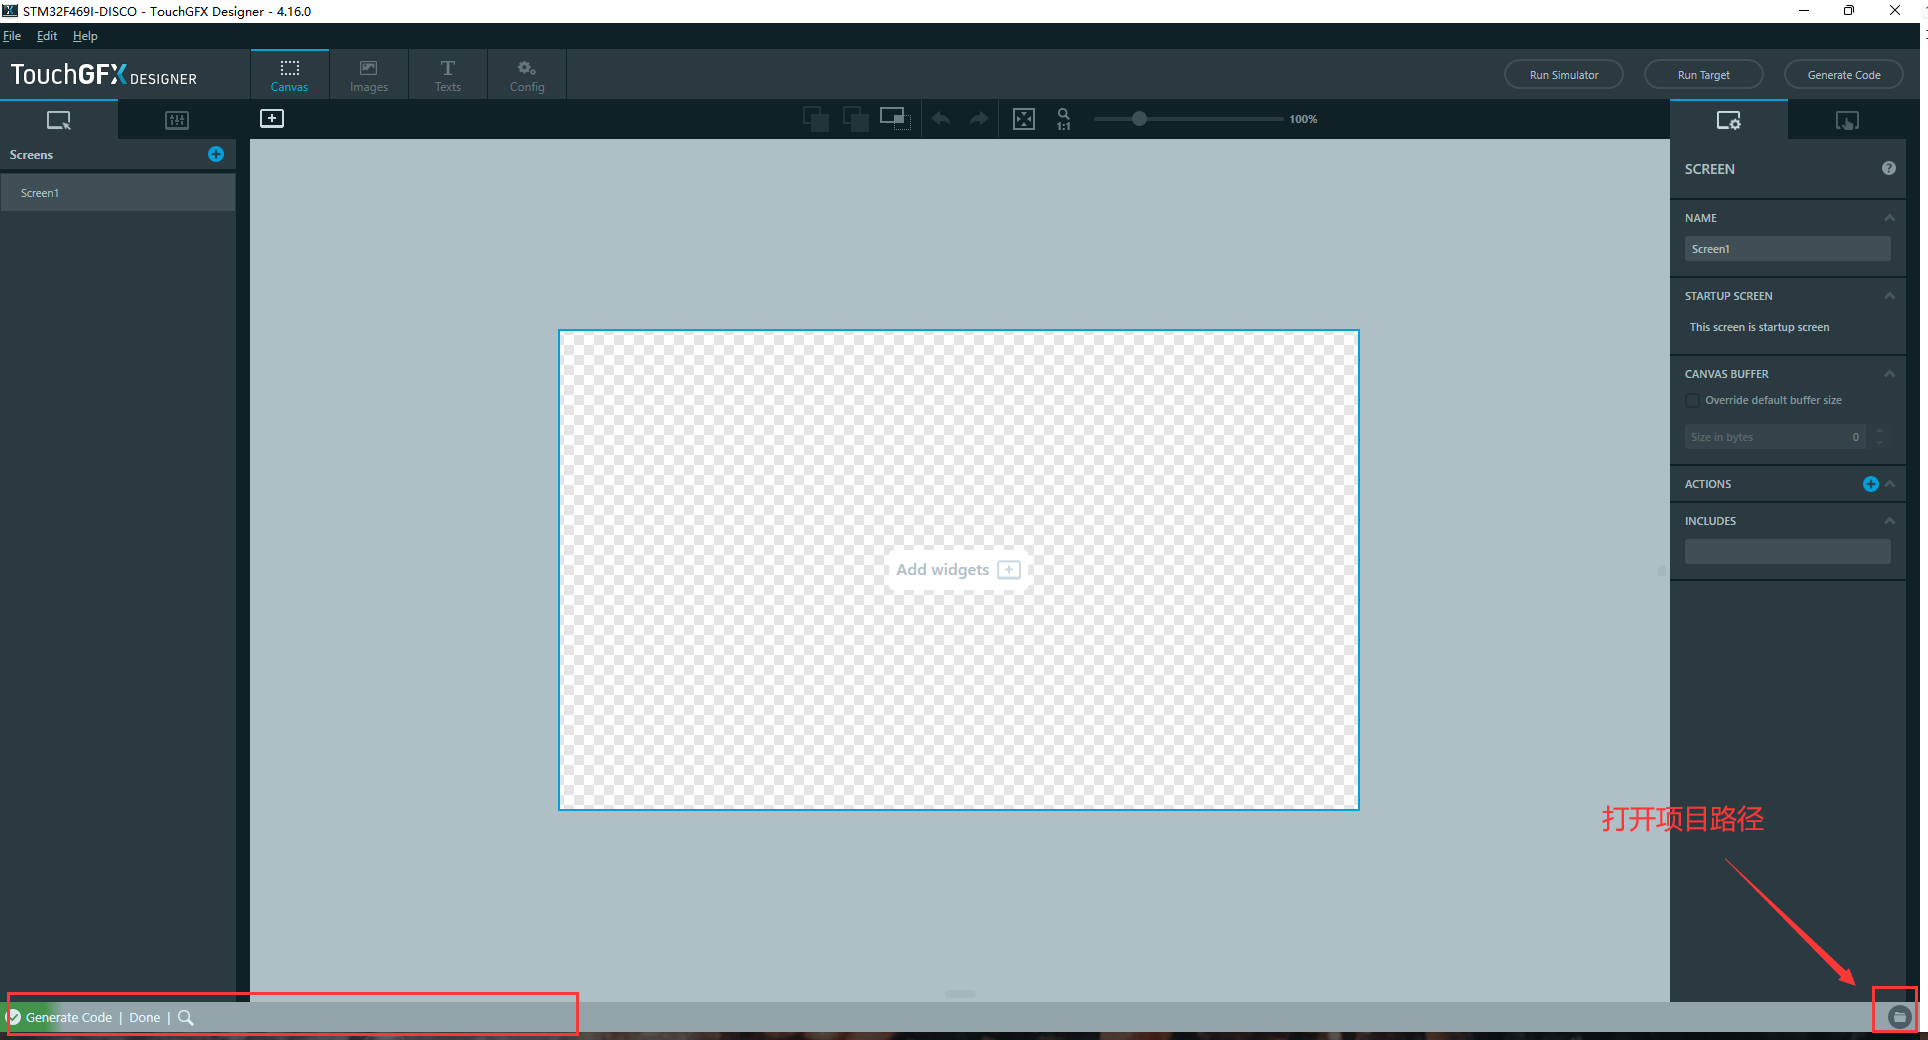 STM32F469I-DISCO - TouchGFX Designer - 4.16.0
File Edit Help
TouchGFX DESIGNER
Canvas
Images
Texts
Config
Run Simulator
Run Target
Generate Code
1:1
100%
Screens
Screen1
SCREEN
?
NAME
Screen1
STARTUP SCREEN
This screen is startup screen
CANVAS BUFFER
Override default buffer size
Size in bytes 0
ACTIONS
INCLUDES
Add widgets
打开项目路径
Generate Code | Done |